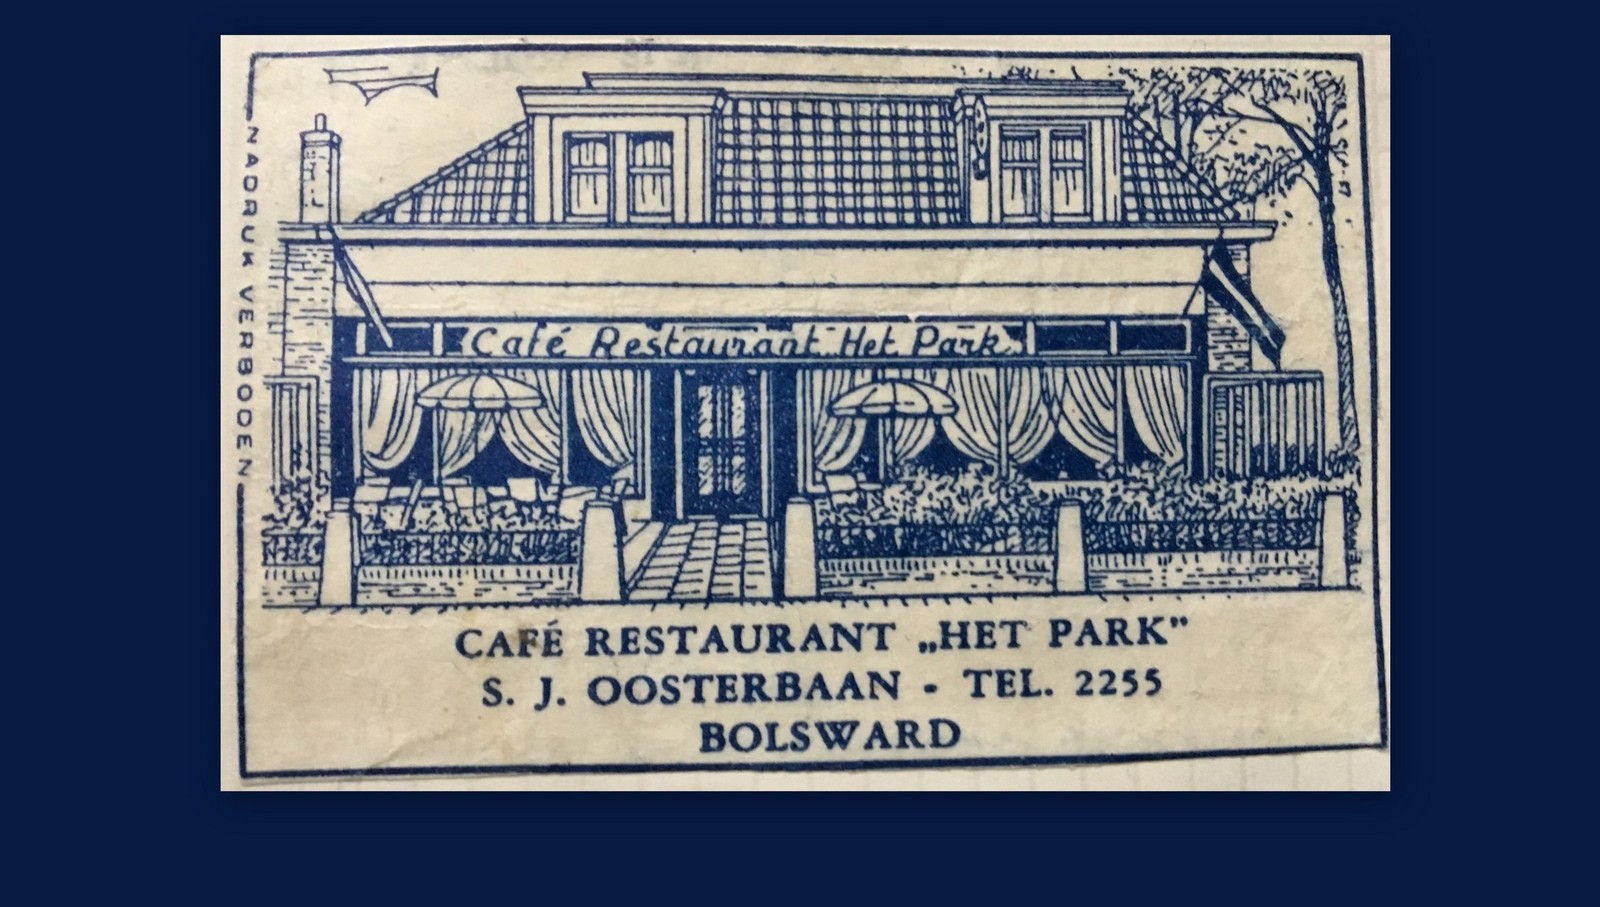 NADRUK VERBODEN
Café Restaurant Het Park
CAFÉ RESTAURANT „HET PARK”
S. J. OOSTERBAAN - TEL. 2255
BOLSWARD